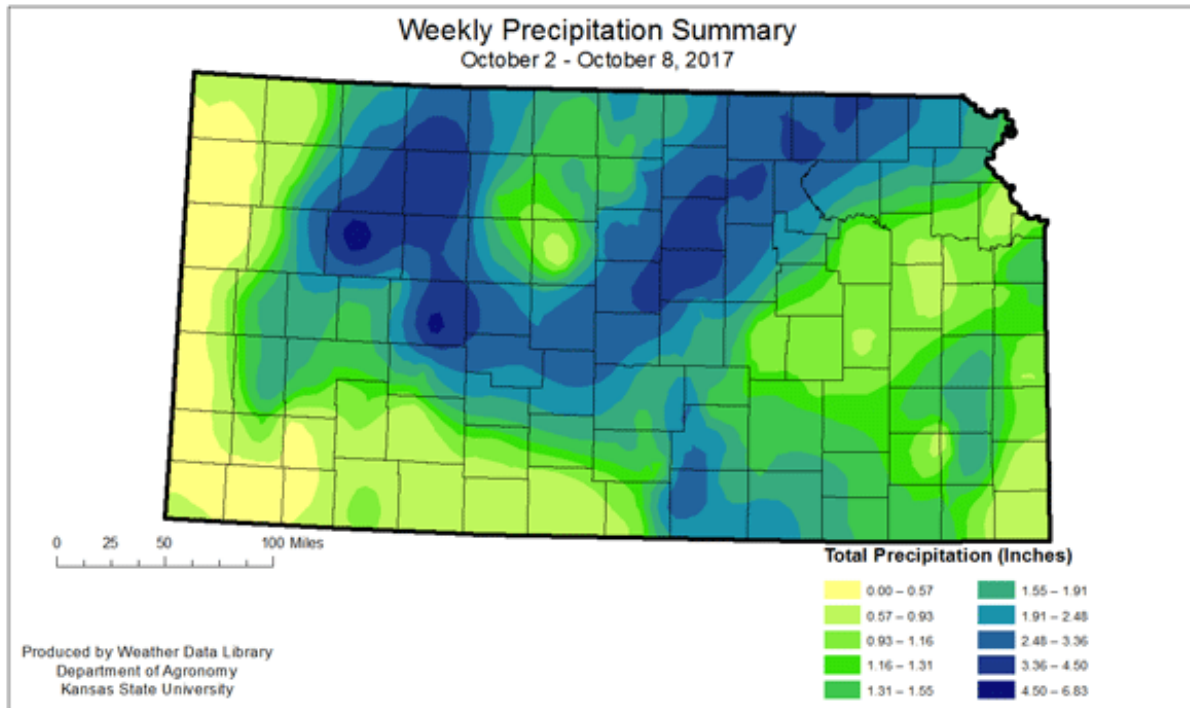 Weekly Precipitation Summary
October 2 - October 8, 2017
0 25 50 100 Miles
Total Precipitation (Inches)
0.00 – 0.57
0.57 – 0.93
0.93 – 1.16
1.16 – 1.31
1.31 – 1.55
1.55 – 1.91
1.91 – 2.48
2.48 – 3.36
3.36 – 4.50
4.50 – 6.83
Produced by Weather Data Library
Department of Agronomy
Kansas State University